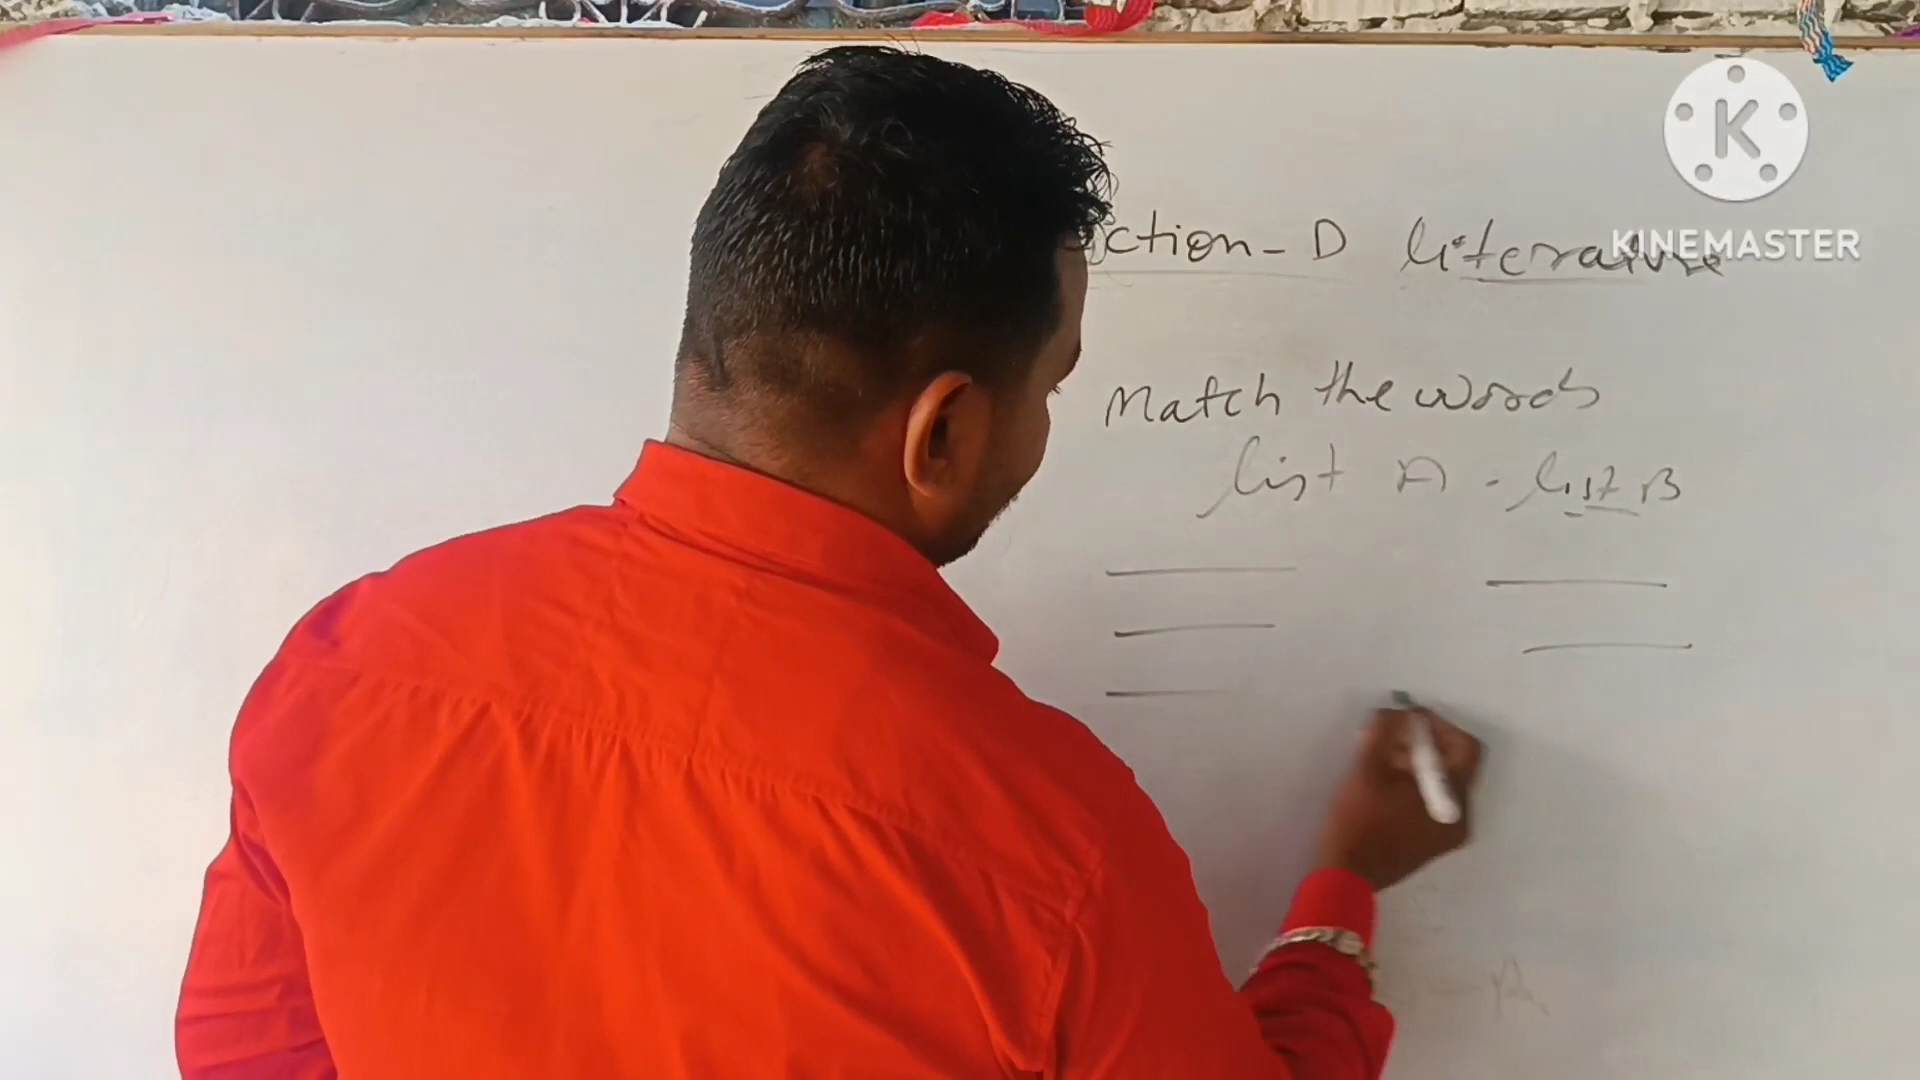 ction - D literature
Match the words
list A - list B
K
KINEMASTER